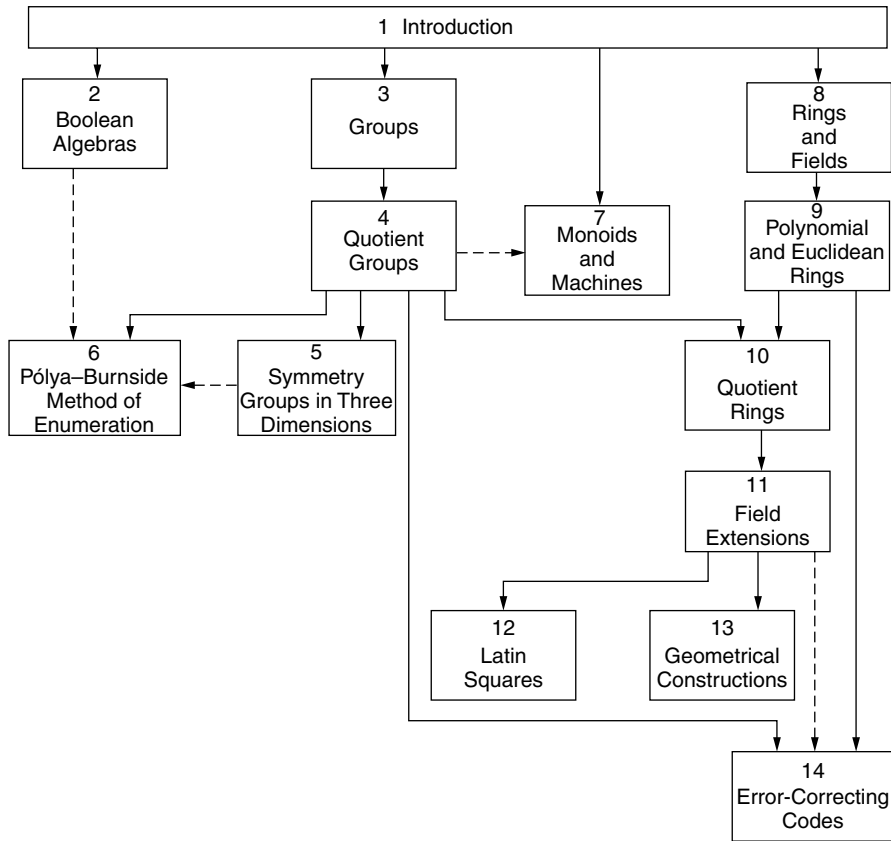 1 Introduction
2
Boolean
Algebras
3
Groups
8
Rings
and
Fields
4
Quotient
Groups
7
Monoids
and
Machines
9
Polynomial
and Euclidean
Rings
6
Pólya–Burnside
Method of
Enumeration
5
Symmetry
Groups in Three
Dimensions
10
Quotient
Rings
11
Field
Extensions
12
Latin
Squares
13
Geometrical
Constructions
14
Error-Correcting
Codes